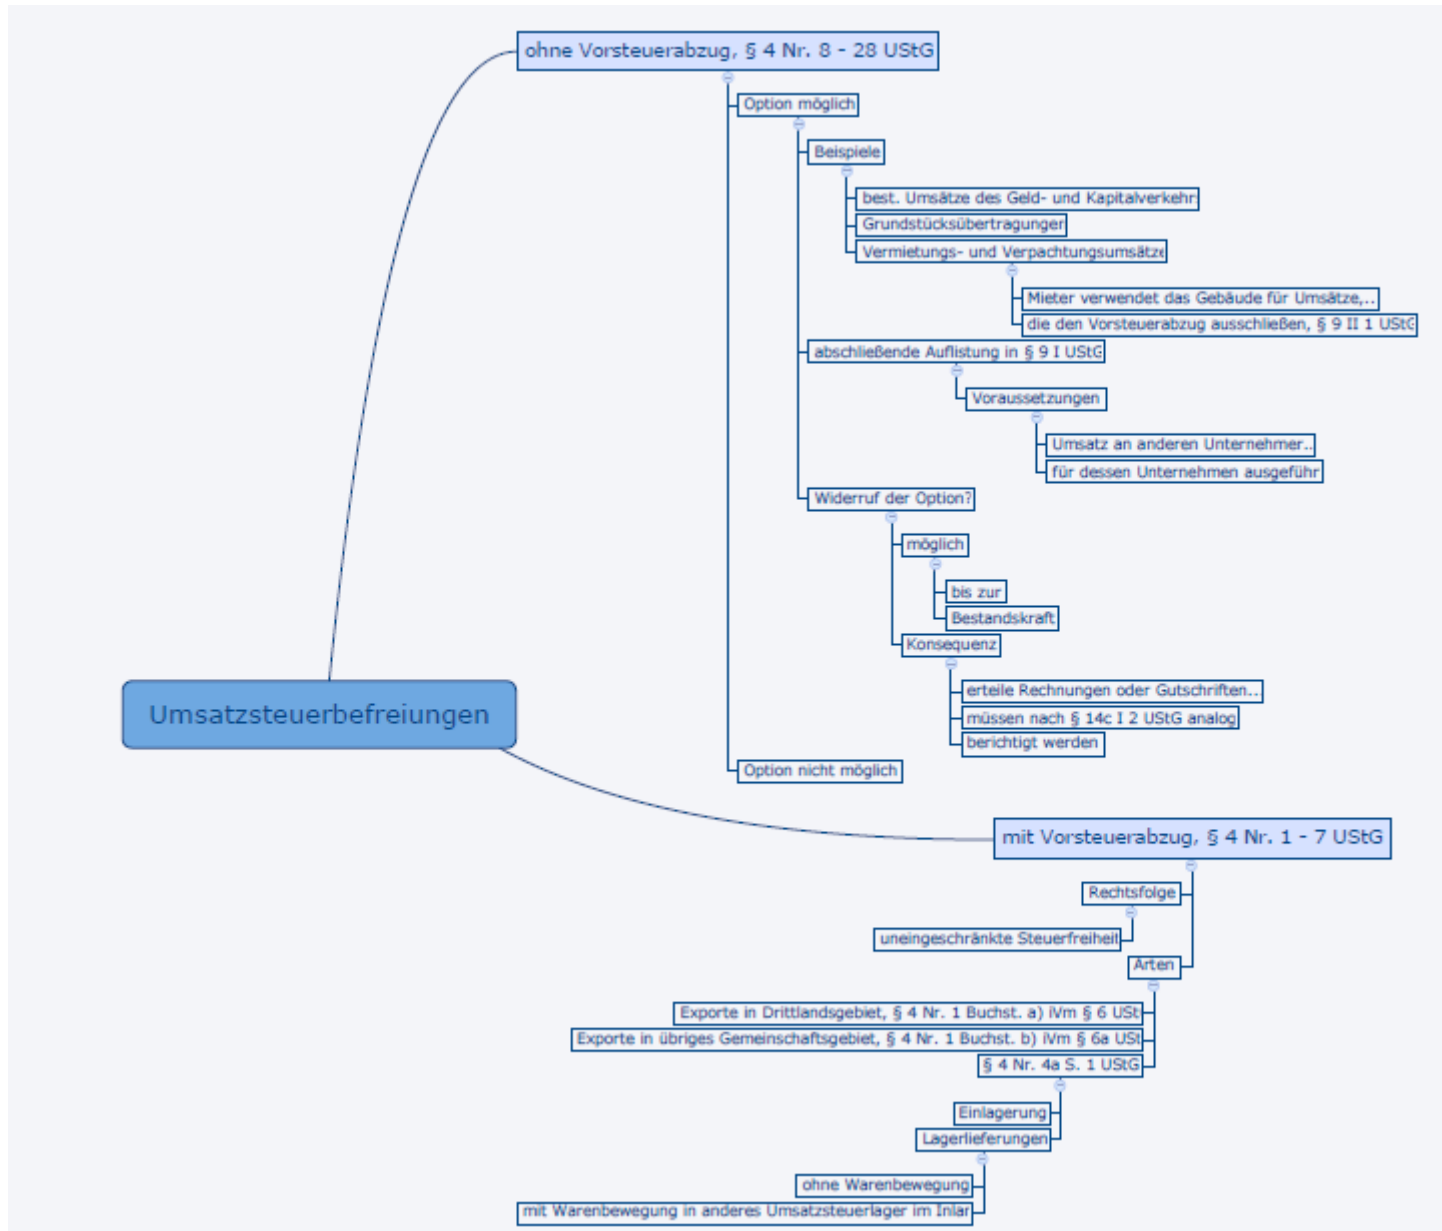 ohne Vorsteuerabzug, § 4 Nr. 8 - 28 UStG
Option möglich
Beispiele
best. Umsätze des Geld- und Kapitalverkehr
Grundstücksübertragungen
Vermietungs- und Verpachtungsumsätze
Mieter verwendet das Gebäude für Umsätze,..
die den Vorsteuerabzug ausschließen, § 9 II 1 UStG
abschließende Auflistung in § 9 I UStG
Voraussetzungen
Umsatz an anderen Unternehmer..
für dessen Unternehmen ausgeführ
Widerruf der Option?
möglich
bis zur
Bestandskraft
Konsequenz
erteile Rechnungen oder Gutschriften...
müssen nach § 14c I 2 UStG analog
berichtigt werden
Umsatzsteuerbefreiungen
Option nicht möglich
mit Vorsteuerabzug, § 4 Nr. 1 - 7 UStG
Rechtsfolge
uneingeschränkte Steuerfreiheit
Arten
Exporte in Drittlandsgebiet, § 4 Nr. 1 Buchst. a) iVm § 6 USt
Exporte in übriges Gemeinschaftsgebiet, § 4 Nr. 1 Buchst. b) iVm § 6a USt
§ 4 Nr. 4a S. 1 UStG
Einlagerung
Lagerlieferungen
ohne Warenbewegung
mit Warenbewegung in anderes Umsatzsteuerlager im Inlan